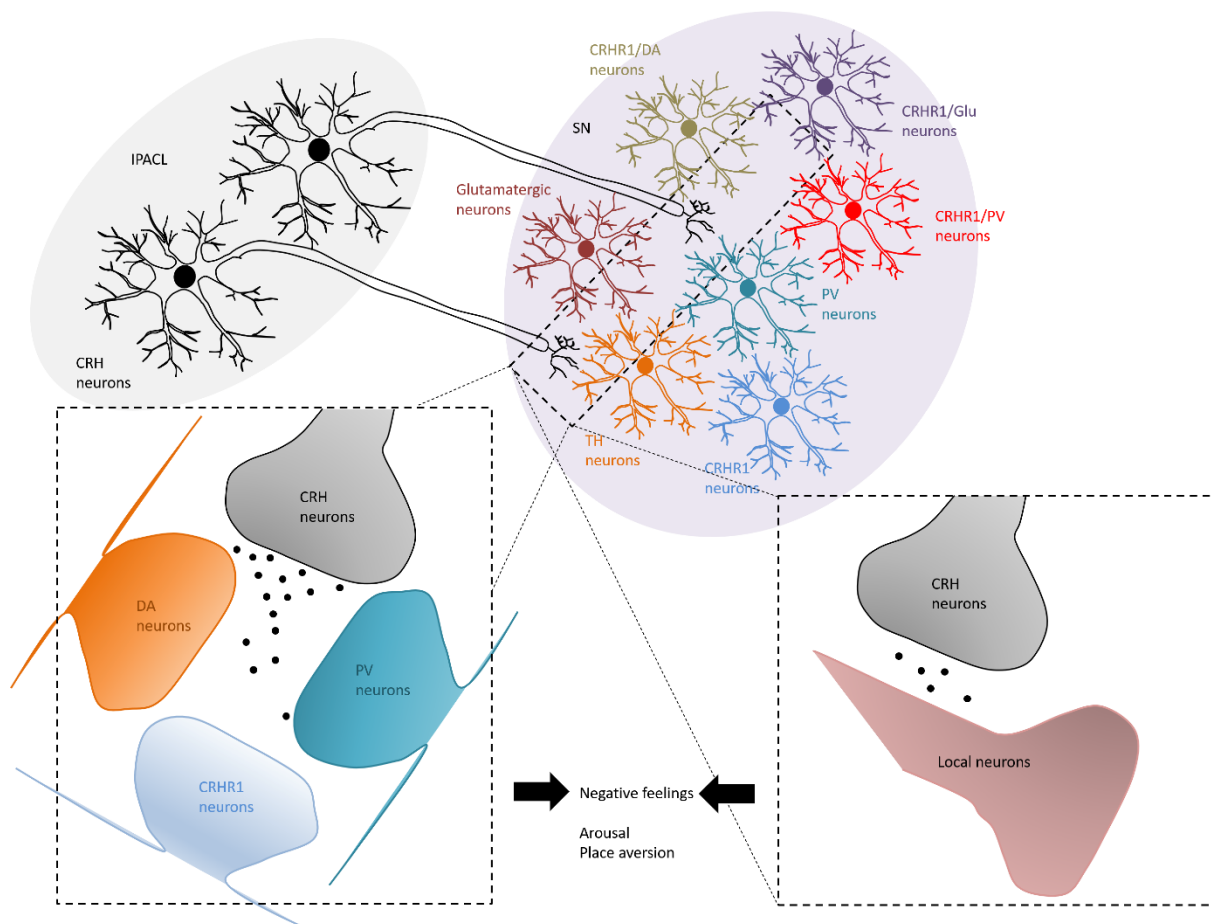 CRHR1/DA
neurons
CRHR1/Glu
neurons
SN
IPACL
Glutamatergic
neurons
CRHR1/PV
neurons
PV
neurons
CRH
neurons
TH
neurons
CRHR1
neurons
CRH
neurons
DA
neurons
PV
neurons
CRHR1
neurons
Negative feelings
Arousal
Place aversion
CRH
neurons
Local neurons